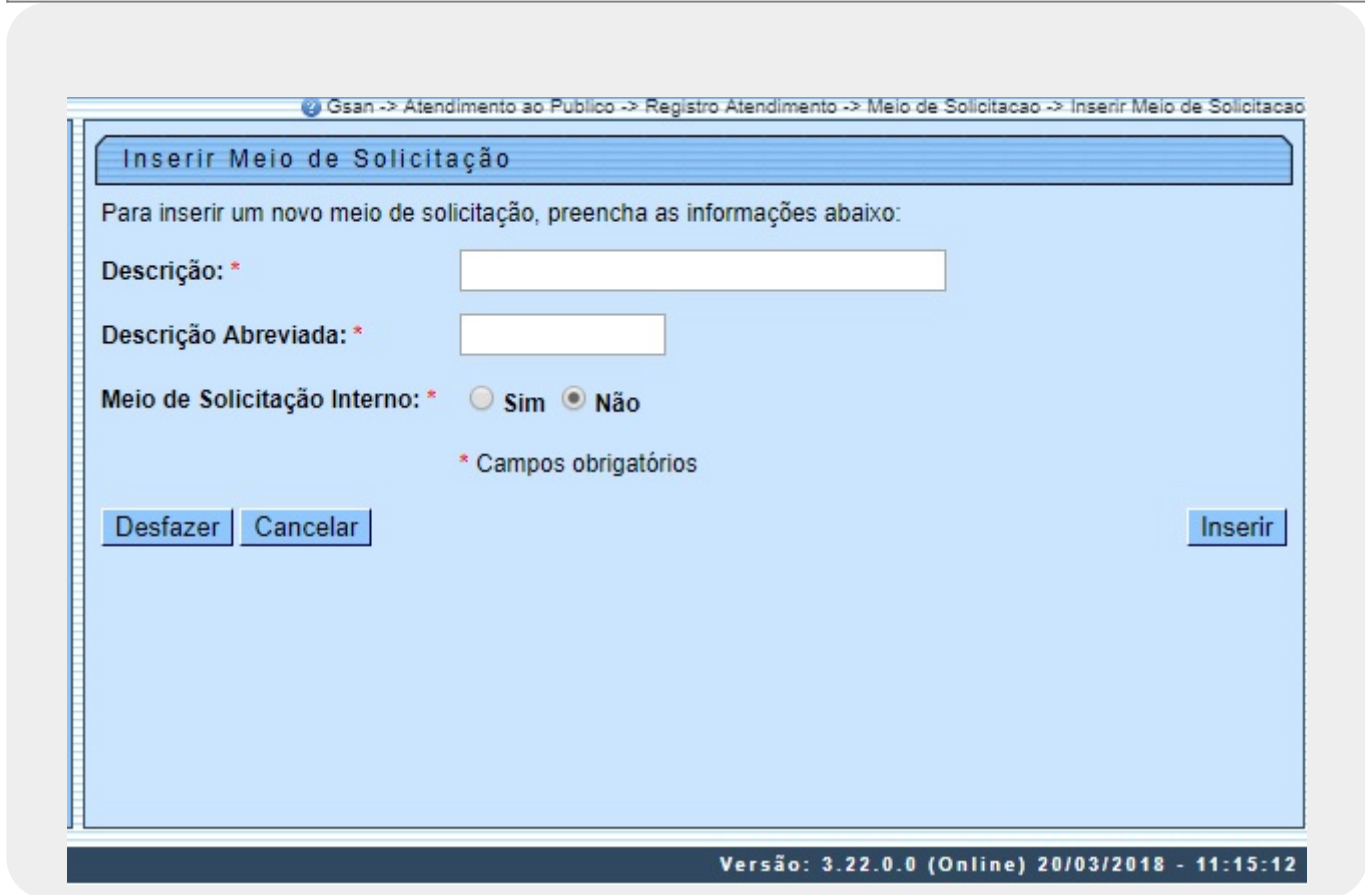 Gsan -> Atendimento ao Publico -> Registro Atendimento -> Meio de Solicitacao -> Inserir Meio de Solicitacao
Inserir Meio de Solicitação
Para inserir um novo meio de solicitação, preencha as informações abaixo:
Descrição: *
Descrição Abreviada: *
Meio de Solicitação Interno: * Sim Não
* Campos obrigatórios
Desfazer Cancelar Inserir
Versão: 3.22.0.0 (Online) 20/03/2018 - 11:15:12